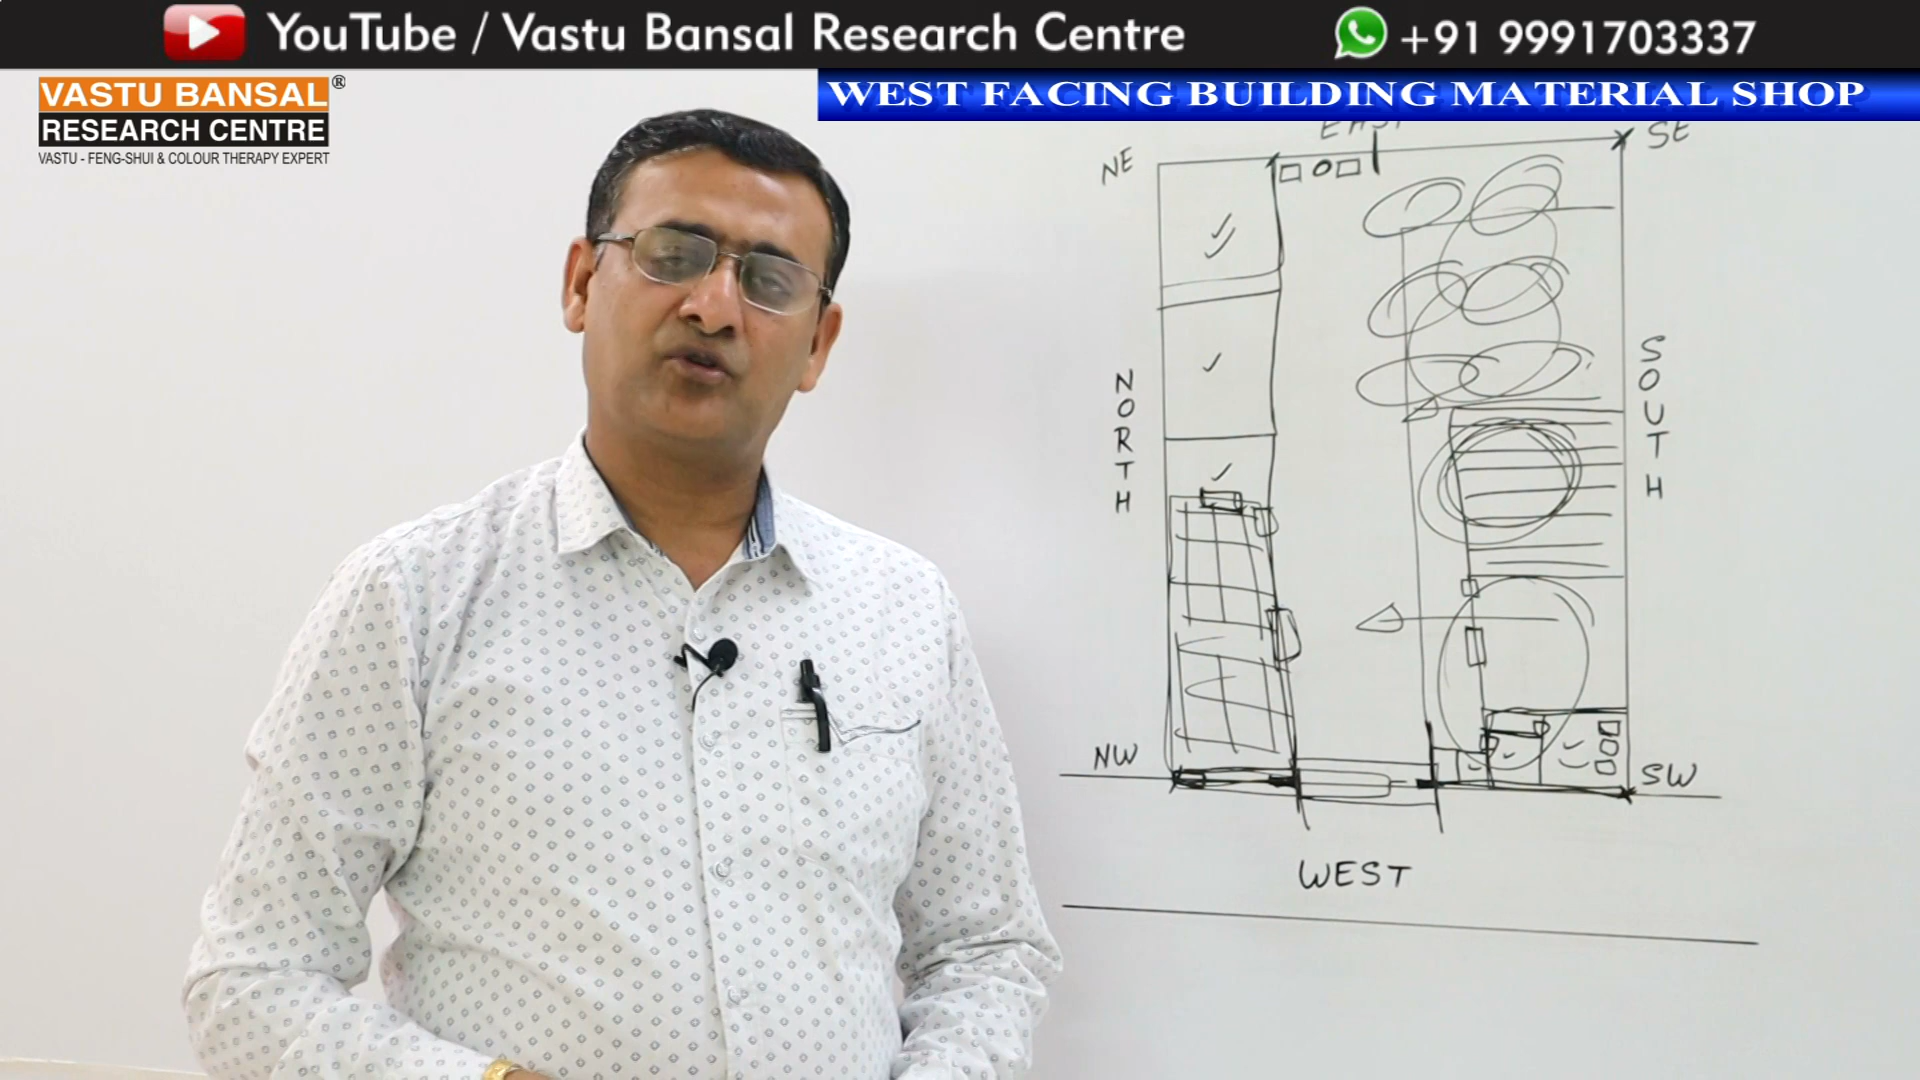 YouTube / Vastu Bansal Research Centre
+91 9991703337
VASTU BANSAL ®
RESEARCH CENTRE
VASTU - FENG-SHUI & COLOUR THERAPY EXPERT
WEST FACING BUILDING MATERIAL SHOP
EAST
NE
SE
NORTH
SOUTH
NW
SW
WEST